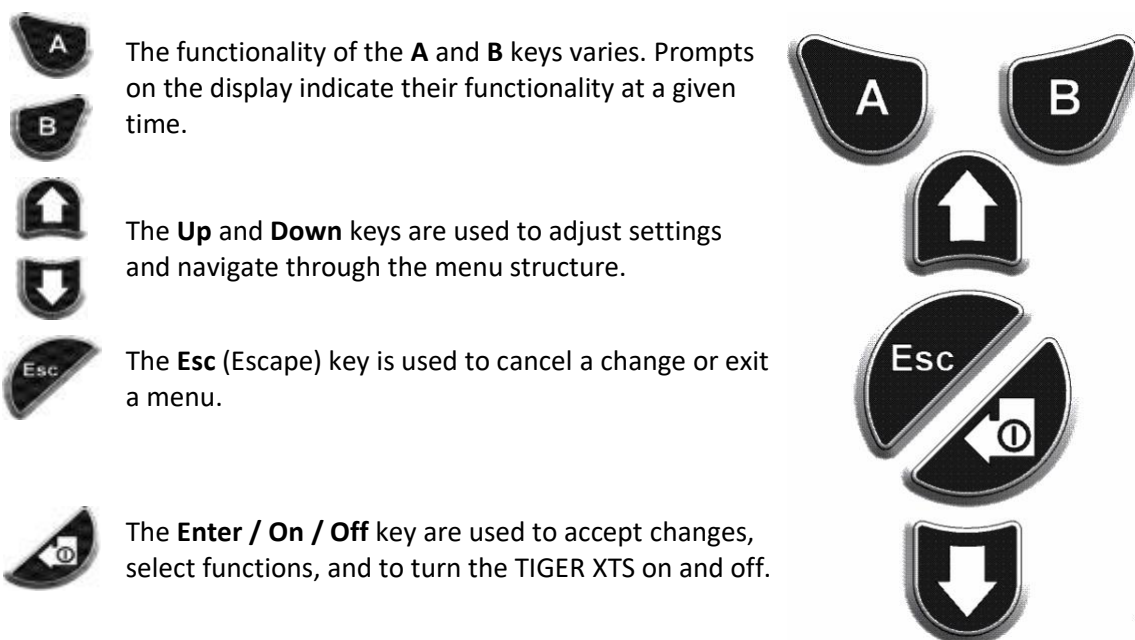 A
The functionality of the A and B keys varies. Prompts
on the display indicate their functionality at a given
time.
B
The Up and Down keys are used to adjust settings
and navigate through the menu structure.
Esc
The Esc (Escape) key is used to cancel a change or exit
a menu.
The Enter / On / Off key are used to accept changes,
select functions, and to turn the TIGER XTS on and off.
A
B
Esc